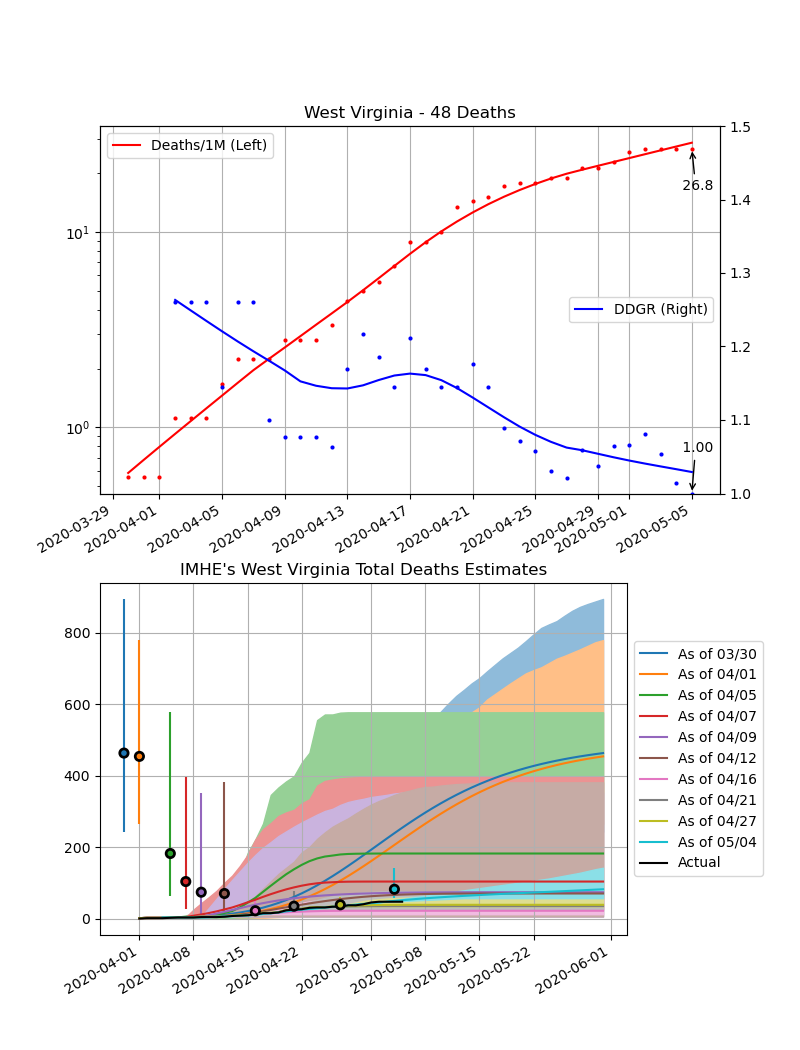 West Virginia - 48 Deaths
Deaths/1M (Left)
DDGR (Right)
26.8
1.00
10¹
10⁰
1.5
1.4
1.3
1.2
1.1
1.0
2020-03-29
2020-04-01
2020-04-05
2020-04-09
2020-04-13
2020-04-17
2020-04-21
2020-04-25
2020-04-29
2020-05-01
2020-05-05
IMHE's West Virginia Total Deaths Estimates
800
600
400
200
0
2020-04-01
2020-04-08
2020-04-15
2020-04-22
2020-05-01
2020-05-08
2020-05-15
2020-05-22
2020-06-01
As of 03/30
As of 04/01
As of 04/05
As of 04/07
As of 04/09
As of 04/12
As of 04/16
As of 04/21
As of 04/27
As of 05/04
Actual